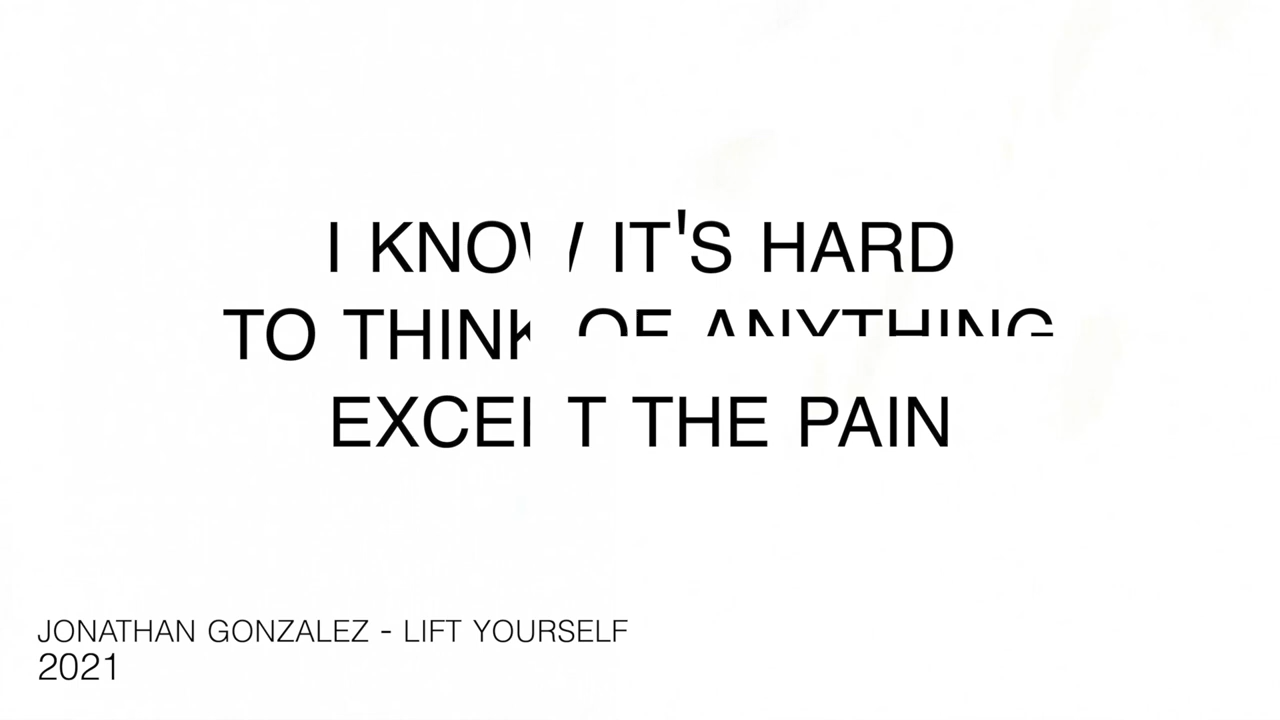 I KNOW IT'S HARD
TO THINK OF ANYTHING
EXCEPT THE PAIN
JONATHAN GONZALEZ - LIFT YOURSELF
2021